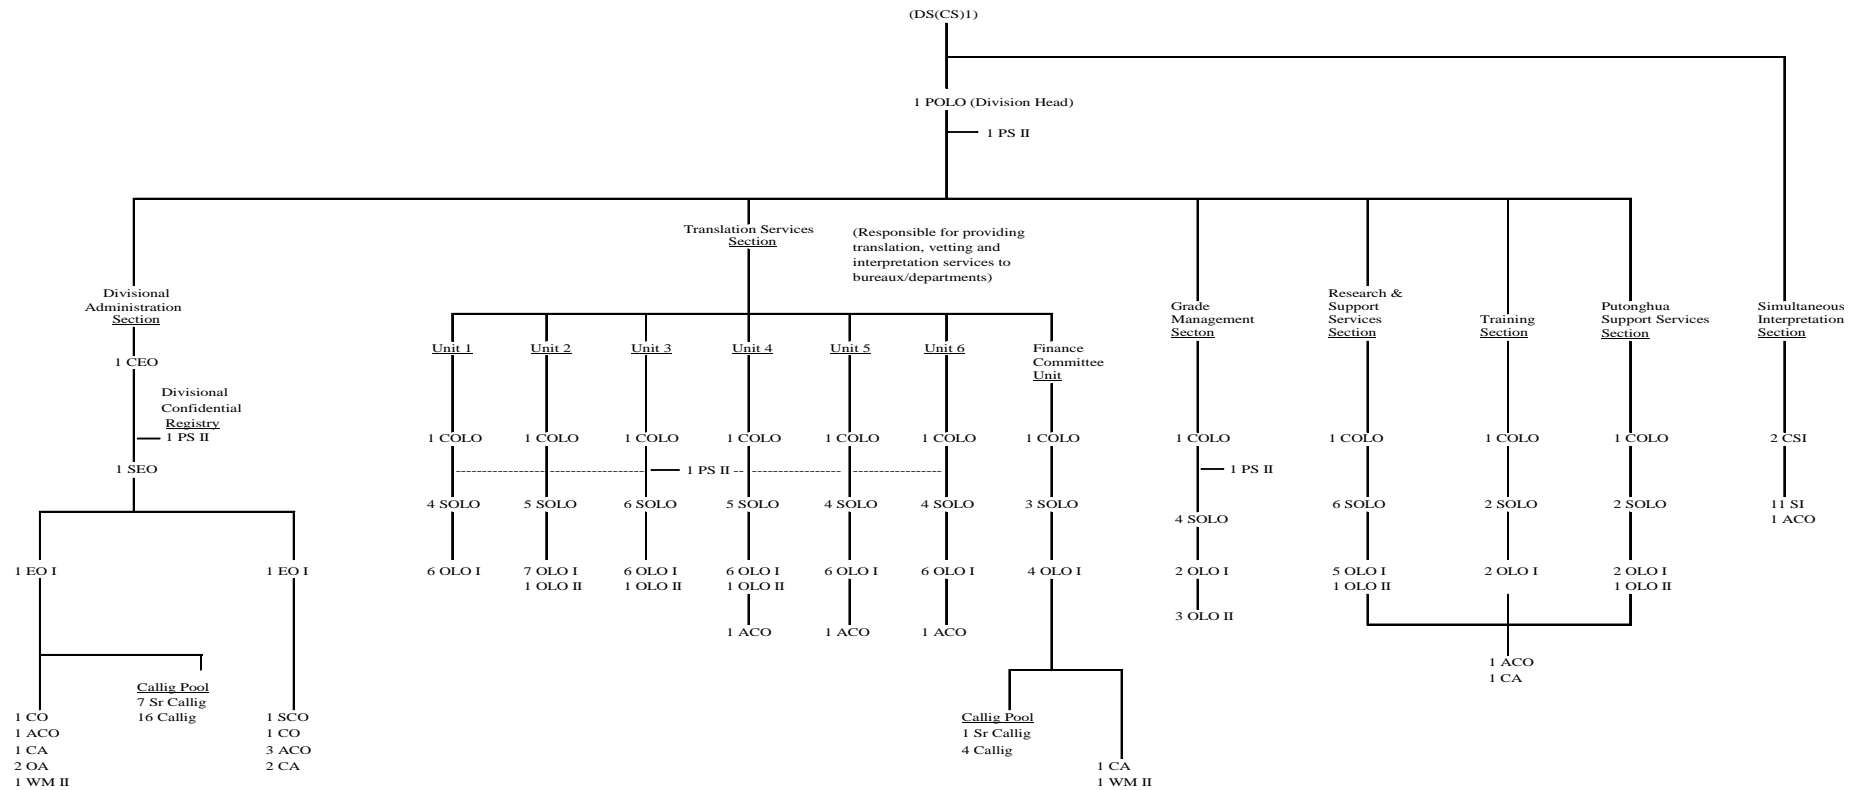 (DS(CS)1)
1 POLO (Division Head)
1 PS II
Translation Services
Section
(Responsible for providing
translation, vetting and
interpretation services to
bureaux/departments)
Divisional
Administration
Section
1 CEO
Divisional
Confidential
Registry
1 PS II
1 SEO
1 EO I
1 EO I
Callig Pool
7 Sr Callig
16 Callig
1 CO
1 ACO
1 CA
2 OA
1 WM II
1 SCO
1 CO
3 ACO
2 CA
Unit 1
1 COLO
4 SOLO
6 OLO I
Unit 2
1 COLO
5 SOLO
7 OLO I
1 OLO II
Unit 3
1 COLO
1 PS II
6 SOLO
6 OLO I
1 OLO II
Unit 4
1 COLO
5 SOLO
6 OLO I
1 OLO II
1 ACO
Unit 5
1 COLO
4 SOLO
6 OLO I
1 ACO
Unit 6
1 COLO
4 SOLO
6 OLO I
1 ACO
Finance
Committee
Unit
1 COLO
3 SOLO
4 OLO I
Callig Pool
1 Sr Callig
4 Callig
1 CA
1 WM II
Grade
Management
Secton
1 COLO
1 PS II
4 SOLO
2 OLO I
3 OLO II
Research &
Support
Services
Section
1 COLO
6 SOLO
5 OLO I
1 OLO II
Training
Section
1 COLO
2 SOLO
2 OLO I
Putonghua
Support Services
Section
1 COLO
2 SOLO
2 OLO I
1 OLO II
1 ACO
1 CA
Simultaneous
Interpretation
Section
2 CSI
11 SI
1 ACO